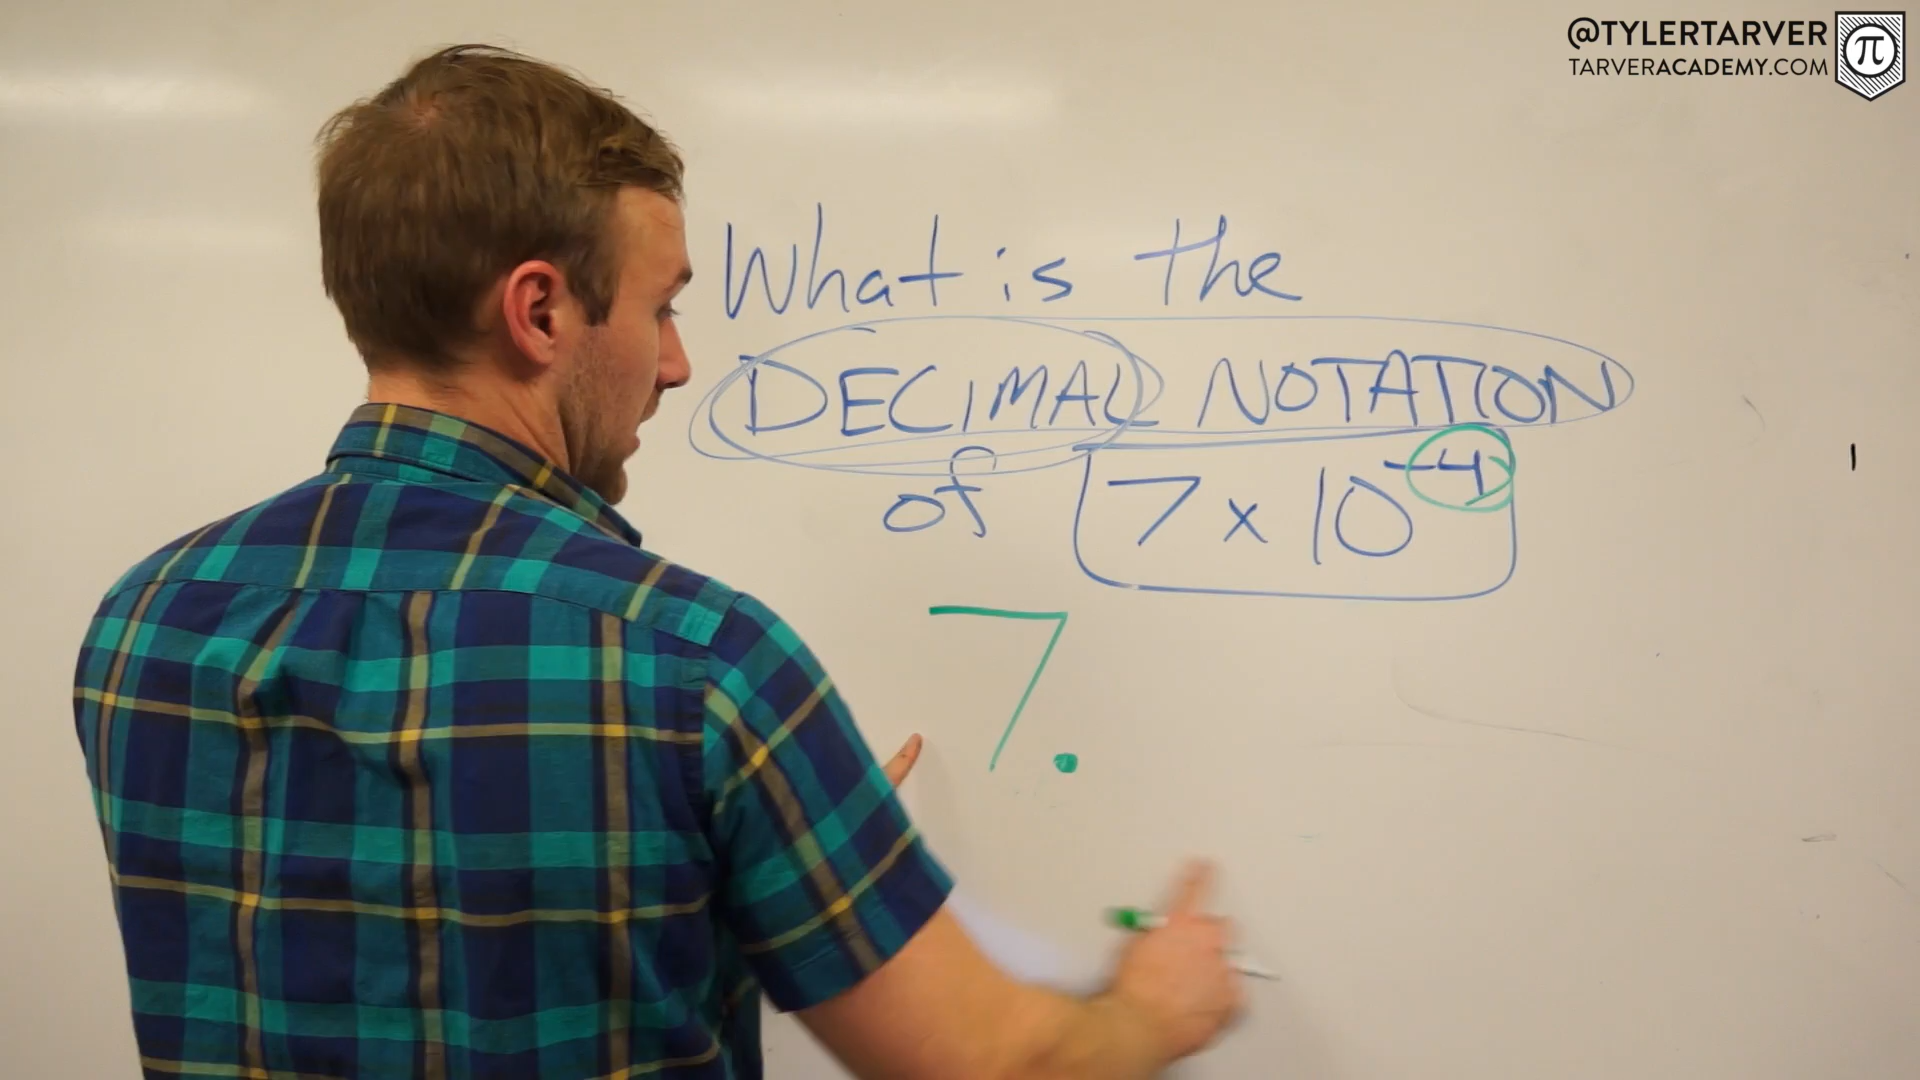 @TYLERTARVER
TARVERACADEMY.COM
π
What is the
DECIMAL NOTATION
of 7 x 10⁻⁴
7.